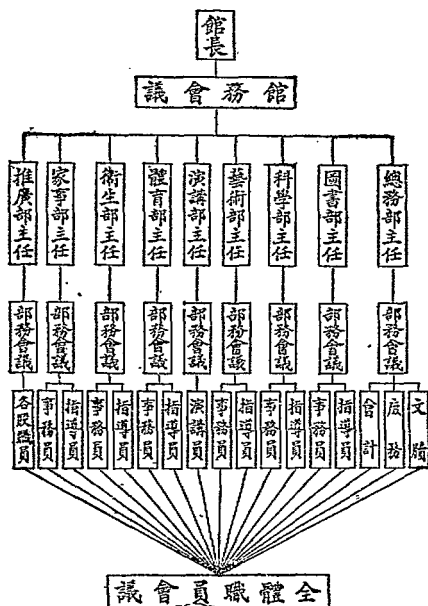 館長
館務會議
總務部主任
圖書部主任
科學部主任
藝術部主任
演講部主任
體育部主任
衛生部主任
家事部主任
推廣部主任
部務會議
部務會議
部務會議
部務會議
部務會議
部務會議
部務會議
部務會議
部務會議
文牘
庶務
會計
指導員
事務員
指導員
事務員
指導員
事務員
演講員
指導員
事務員
指導員
事務員
指導員
事務員
各股職員
全體職員會議